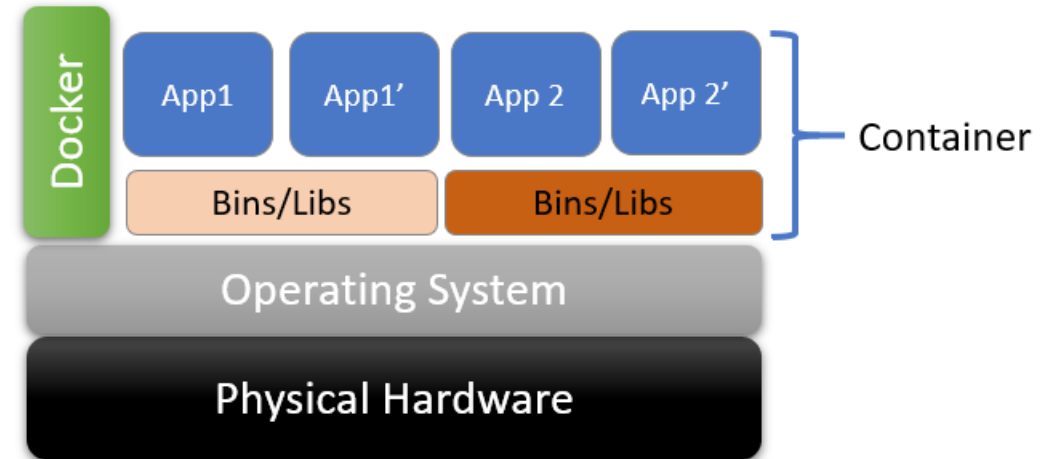 Docker
App1
App1’
App 2
App 2’
Container
Bins/Libs
Bins/Libs
Operating System
Physical Hardware